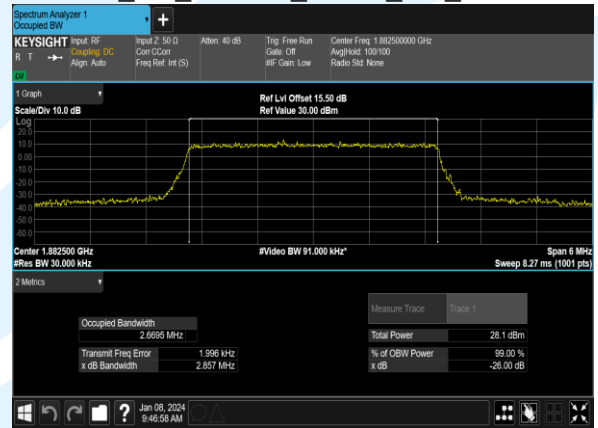 Spectrum Analyzer 1
Occupied BW
KEYSIGHT
R T
Input: RF
Coupling: DC
Align: Auto
Input Z: 50 Ω
Corr CCorr
Freq Ref: Int (S)
Atten: 40 dB
Trig: Free Run
Gate: Off
#IF Gain: Low
Center Freq: 1.882500000 GHz
Avg|Hold: 100/100
Radio Std: None
1 Graph
Scale/Div 10.0 dB
Ref Lvl Offset 15.50 dB
Ref Value 30.00 dBm
Log
20.0
10.0
0.00
-10.0
-20.0
-30.0
-40.0
-50.0
-60.0
Center 1.882500 GHz
#Res BW 30.000 kHz
#Video BW 91.000 kHz*
Span 6 MHz
Sweep 8.27 ms (1001 pts)
2 Metrics
Measure Trace
Trace 1
Occupied Bandwidth
2.6695 MHz
Total Power
28.1 dBm
Transmit Freq Error
1.996 kHz
% of OBW Power
99.00 %
x dB Bandwidth
2.857 MHz
x dB
-26.00 dB
?
Jan 08, 2024
9:46:58 AM